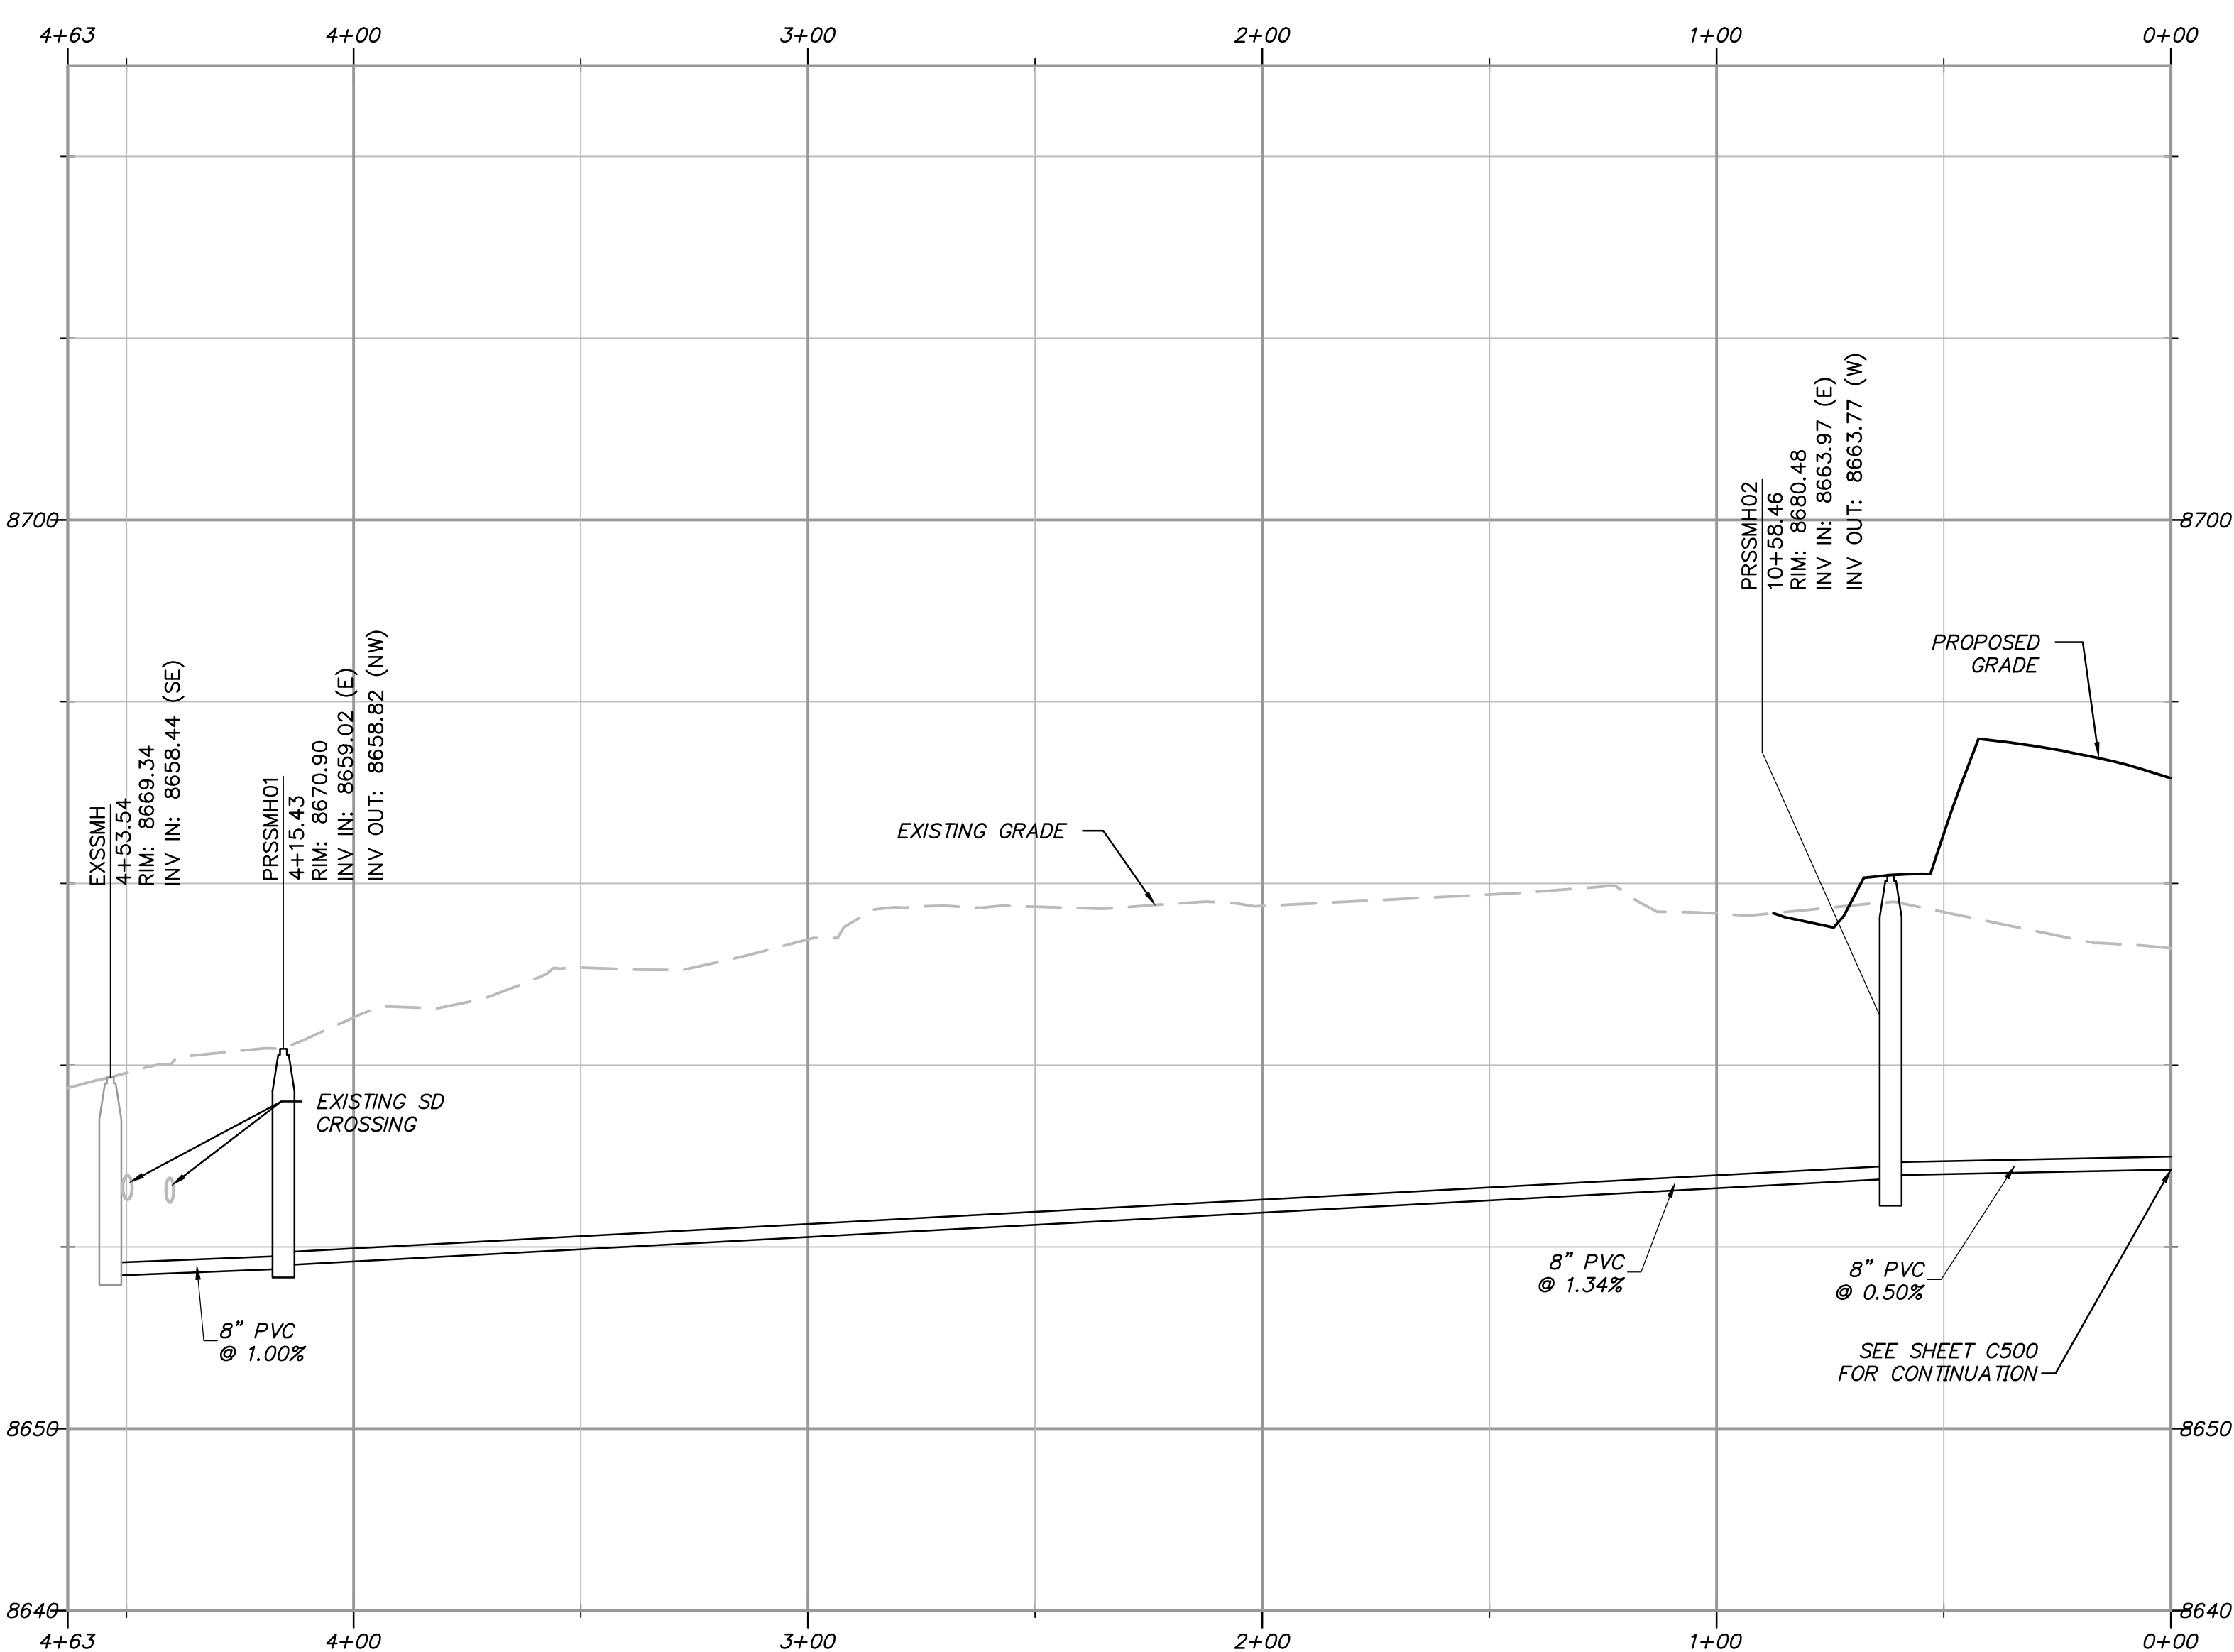 4+63
4+00
3+00
2+00
1+00
0+00
8700
8700
PRSSMH02
10+58.46
RIM: 8680.48
INV IN: 8663.97 (E)
INV OUT: 8663.77 (W)
PROPOSED
GRADE
EXSSMH
4+53.54
RIM: 8669.34
INV IN: 8658.44 (SE)
PRSSMH01
4+15.43
RIM: 8670.90
INV IN: 8659.02 (E)
INV OUT: 8658.82 (NW)
EXISTING GRADE
EXISTING SD
CROSSING
8" PVC
@ 1.00%
8" PVC
@ 1.34%
8" PVC
@ 0.50%
SEE SHEET C500
FOR CONTINUATION
8650
8650
8640
8640
4+63
4+00
3+00
2+00
1+00
0+00